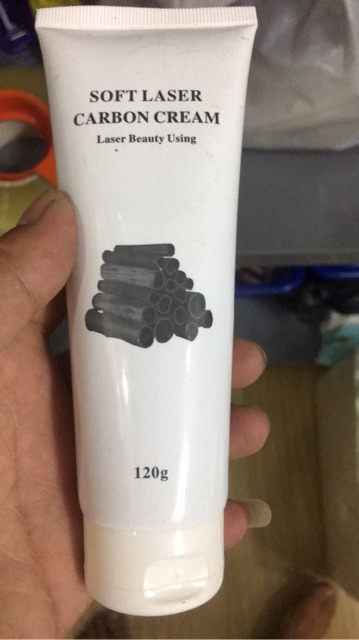 SOFT LASER
CARBON CREAM
Laser Beauty Using
120g